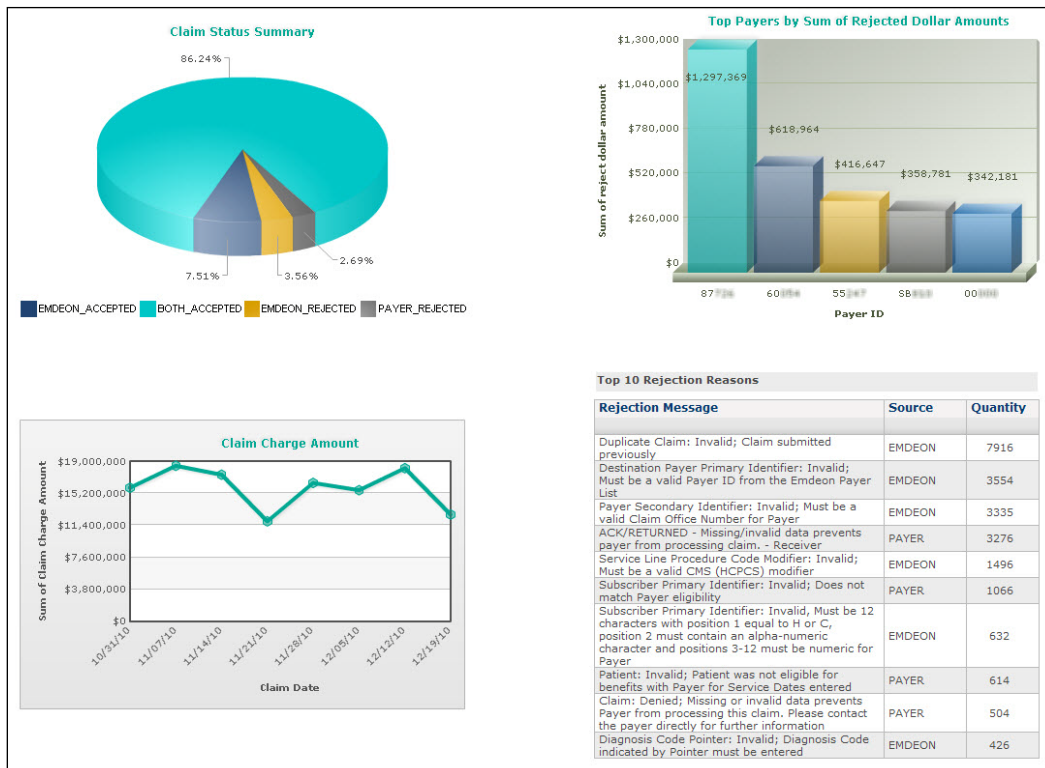 Claim Status Summary
86.24%
7.51%
3.56%
2.69%
EMDEON_ACCEPTED BOTH_ACCEPTED EMDEON_REJECTED PAYER_REJECTED
Top Payers by Sum of Rejected Dollar Amounts
Sum of reject dollar amount
$1,300,000
$1,040,000
$780,000
$520,000
$260,000
$0
$1,297,369
$618,964
$416,647
$358,781
$342,181
87 60 55 SB 00
Payer ID
Claim Charge Amount
Sum of Claim Charge Amount
$19,000,000
$15,200,000
$11,400,000
$7,600,000
$3,800,000
$0
10/31/10 11/07/10 11/14/10 11/21/10 11/28/10 12/05/10 12/12/10 12/19/10
Claim Date
Top 10 Rejection Reasons
Rejection Message Source Quantity
Duplicate Claim: Invalid; Claim submitted
previously EMDEON 7916
Destination Payer Primary Identifier: Invalid;
Must be a valid Payer ID from the Emdeon Payer EMDEON 3554
List
Payer Secondary Identifier: Invalid; Must be a
valid Claim Office Number for Payer EMDEON 3335
ACK/RETURNED - Missing/invalid data prevents
payer from processing claim. - Receiver PAYER 3276
Service Line Procedure Code Modifier: Invalid;
Must be a valid CMS (HCPCS) modifier EMDEON 1496
Subscriber Primary Identifier: Invalid; Does not
match Payer eligibility PAYER 1066
Subscriber Primary Identifier: Invalid, Must be 12
characters with position 1 equal to H or C,
position 2 must contain an alpha-numeric EMDEON 632
character and positions 3-12 must be numeric for
Payer
Patient: Invalid; Patient was not eligible for
benefits with Payer for Service Dates entered PAYER 614
Claim: Denied; Missing or invalid data prevents
Payer from processing this claim. Please contact PAYER 504
the payer directly for further information
Diagnosis Code Pointer: Invalid; Diagnosis Code
indicated by Pointer must be entered EMDEON 426